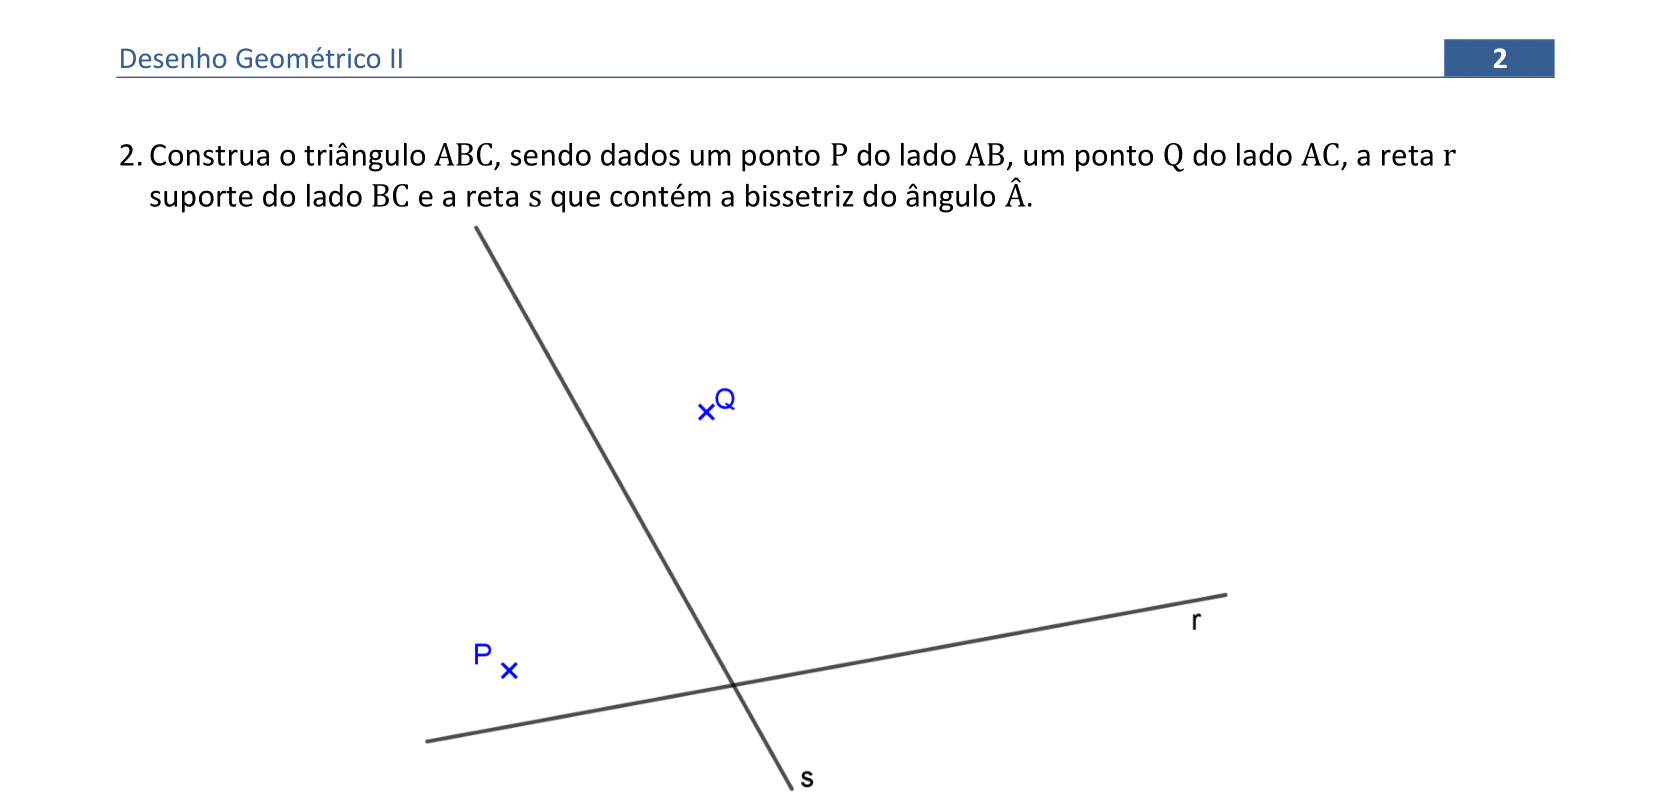 Desenho Geométrico II
2
2. Construa o triângulo ABC, sendo dados um ponto P do lado AB, um ponto Q do lado AC, a reta r
suporte do lado BC e a reta s que contém a bissetriz do ângulo Â.
Q
r
P
s